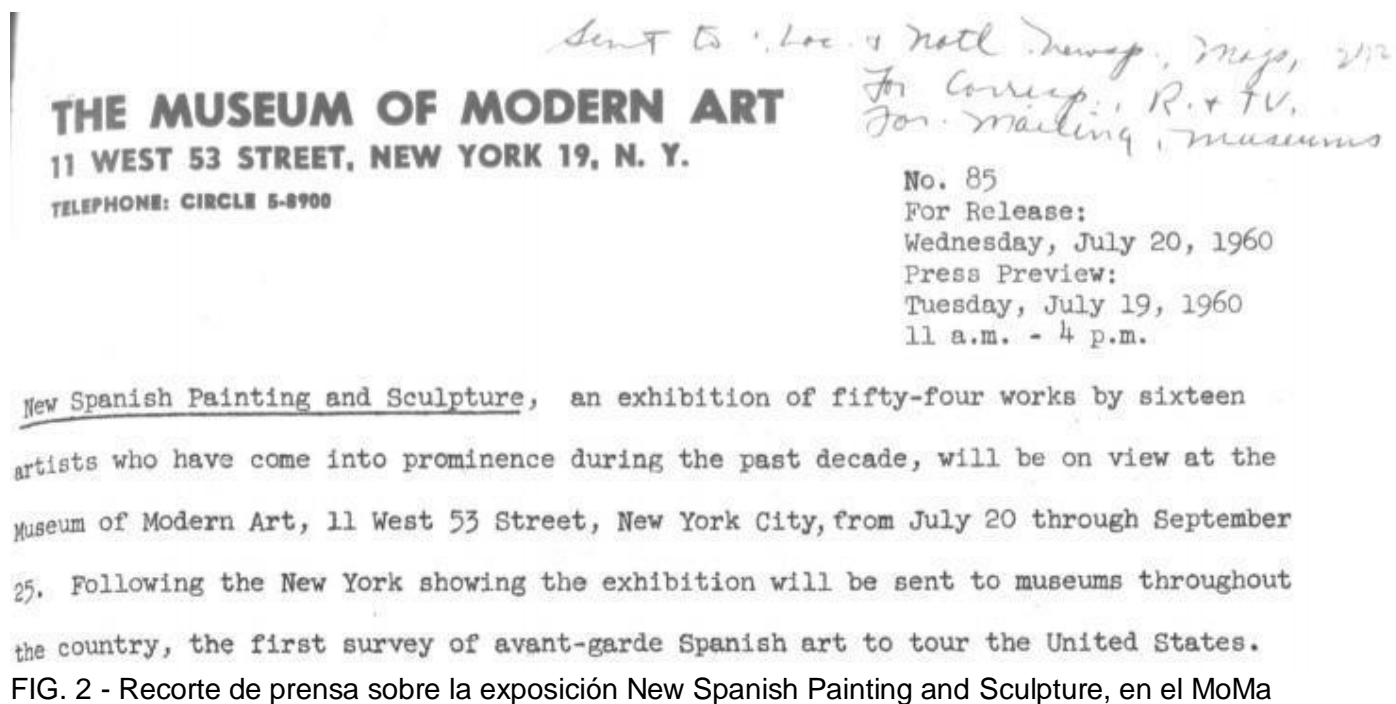 Sent to: Loc. & Natl Newsp., Mags,
For Corresp., R. + TV.
For. Mailing, museums
THE MUSEUM OF MODERN ART
11 WEST 53 STREET, NEW YORK 19, N. Y.
TELEPHONE: CIRCLE 5-8900
No. 85
For Release:
Wednesday, July 20, 1960
Press Preview:
Tuesday, July 19, 1960
11 a.m. - 4 p.m.
New Spanish Painting and Sculpture, an exhibition of fifty-four works by sixteen
artists who have come into prominence during the past decade, will be on view at the
Museum of Modern Art, 11 West 53 Street, New York City, from July 20 through September
25. Following the New York showing the exhibition will be sent to museums throughout
the country, the first survey of avant-garde Spanish art to tour the United States.
FIG. 2 - Recorte de prensa sobre la exposición New Spanish Painting and Sculpture, en el MoMa